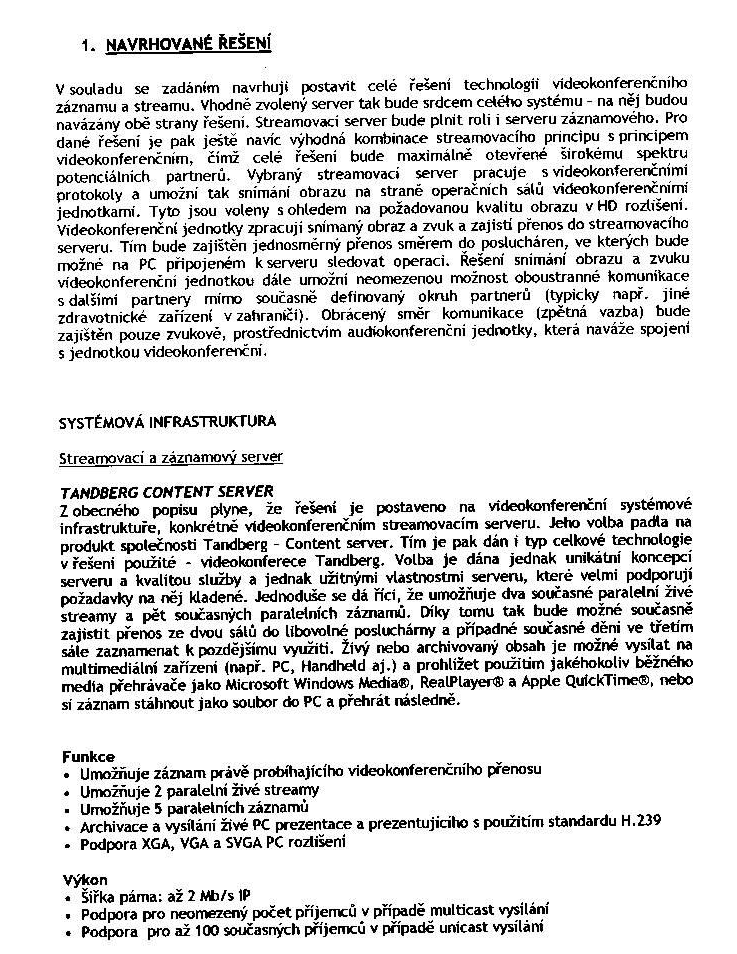 1. NAVRHOVANÉ ŘEŠENÍ
V souladu se zadáním navrhuji postavit celé řešení technologii videokonferenčního
záznamu a streamu. Vhodně zvolený server tak bude srdcem celého systému - na něj budou
navázány obě strany řešení. Streamovací server bude plnit roli i serveru záznamového. Pro
dané řešení je pak ještě navíc výhodná kombinace streamovacího principu s principem
videokonferenčním, čímž celé řešení bude maximálně otevřené širokému spektru
potenciálních partnerů. Vybraný streamovací server pracuje s videokonferenčními
protokoly a umožní tak snímání obrazu na straně operačních sálů videokonferenčními
jednotkami. Tyto jsou voleny s ohledem na požadovanou kvalitu obrazu v HD rozlišení.
Videokonferenční jednotky zpracují snímaný obraz a zvuk a zajistí přenos do streamovacího
serveru. Tím bude zajištěn jednosměrný přenos směrem do poslucháren, ve kterých bude
možné na PC připojeném k serveru sledovat operaci. Řešení snímání obrazu a zvuku
videokonferenční jednotkou dále umožní neomezenou možnost oboustranné komunikace
s dalšími partnery mimo současně definovaný okruh partnerů (typicky např. jiné
zdravotnické zařízení v zahraničí). Obrácený směr komunikace (zpětná vazba) bude
zajištěn pouze zvukově, prostřednictvím audiokonferenční jednotky, která naváže spojení
s jednotkou videokonferenční.
SYSTÉMOVÁ INFRASTRUKTURA
Streamovací a záznamový server
TANDBERG CONTENT SERVER
Z obecného popisu plyne, že řešení je postaveno na videokonferenční systémové
infrastruktuře, konkrétně videokonferenčním streamovacím serveru. Jeho volba padla na
produkt společnosti Tandberg - Content server. Tím je pak dán i typ celkové technologie
v řešení použité - videokonferece Tandberg. Volba je dána jednak unikátní koncepcí
serveru a kvalitou služby a jednak užitnými vlastnostmi serveru, které velmi podporují
požadavky na něj kladené. Jednoduše se dá říci, že umožňuje dva současné paralelní živé
streamy a pět současných paralelních záznamů. Díky tomu tak bude možné současně
zajistit přenos ze dvou sálů do libovolné posluchárny a případné současné dění ve třetím
sále zaznamenat k pozdějšímu využití. Živý nebo archivovaný obsah je možné vysílat na
multimediální zařízení (např. PC, Handheld aj.) a prohlížet použitím jakéhokoliv běžného
media přehrávače jako Microsoft Windows Media®, RealPlayer® a Apple QuickTime®, nebo
si záznam stáhnout jako soubor do PC a přehrát následně.
Funkce
• Umožňuje záznam právě probíhajícího videokonferenčního přenosu
• Umožňuje 2 paralelní živé streamy
• Umožňuje 5 paralelních záznamů
• Archivace a vysílání živé PC prezentace a prezentujícího s použitím standardu H.239
• Podpora XGA, VGA a SVGA PC rozlišení
Výkon
• Šířka páma: až 2 Mb/s IP
• Podpora pro neomezený počet příjemců v případě multicast vysílání
• Podpora pro až 100 současných příjemců v případě unicast vysílání